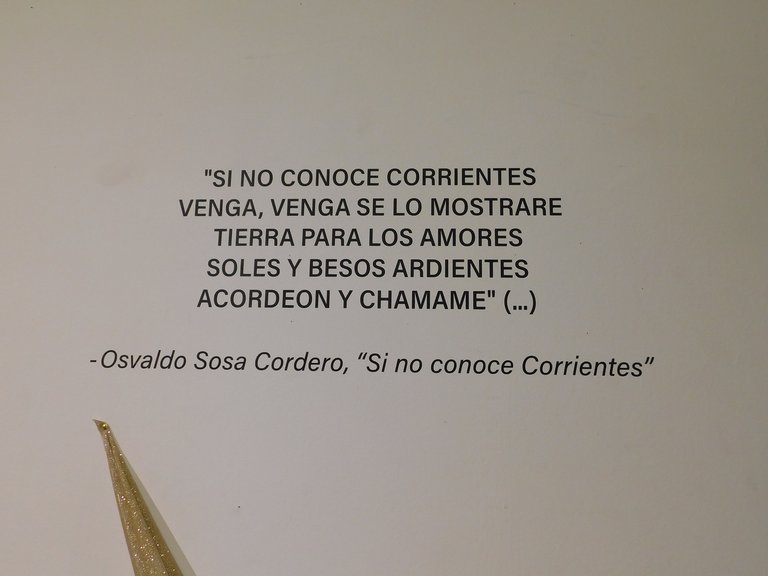 "SI NO CONOCE CORRIENTES
VENGA, VENGA SE LO MOSTRARE
TIERRA PARA LOS AMORES
SOLES Y BESOS ARDIENTES
ACORDEON Y CHAMAME" (...)
-Osvaldo Sosa Cordero, “Si no conoce Corrientes”